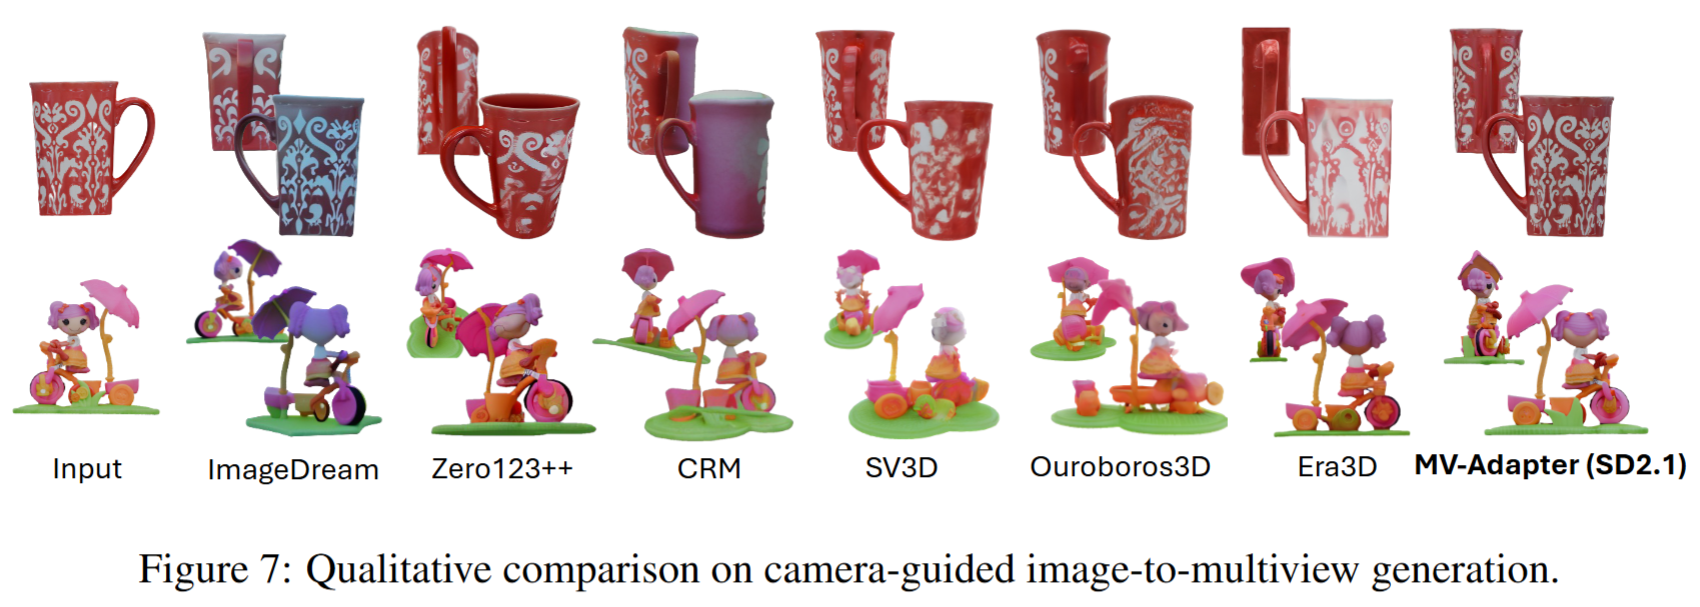 Input ImageDream Zero123++ CRM SV3D Ouroboros3D Era3D MV-Adapter (SD2.1)
Figure 7: Qualitative comparison on camera-guided image-to-multiview generation.